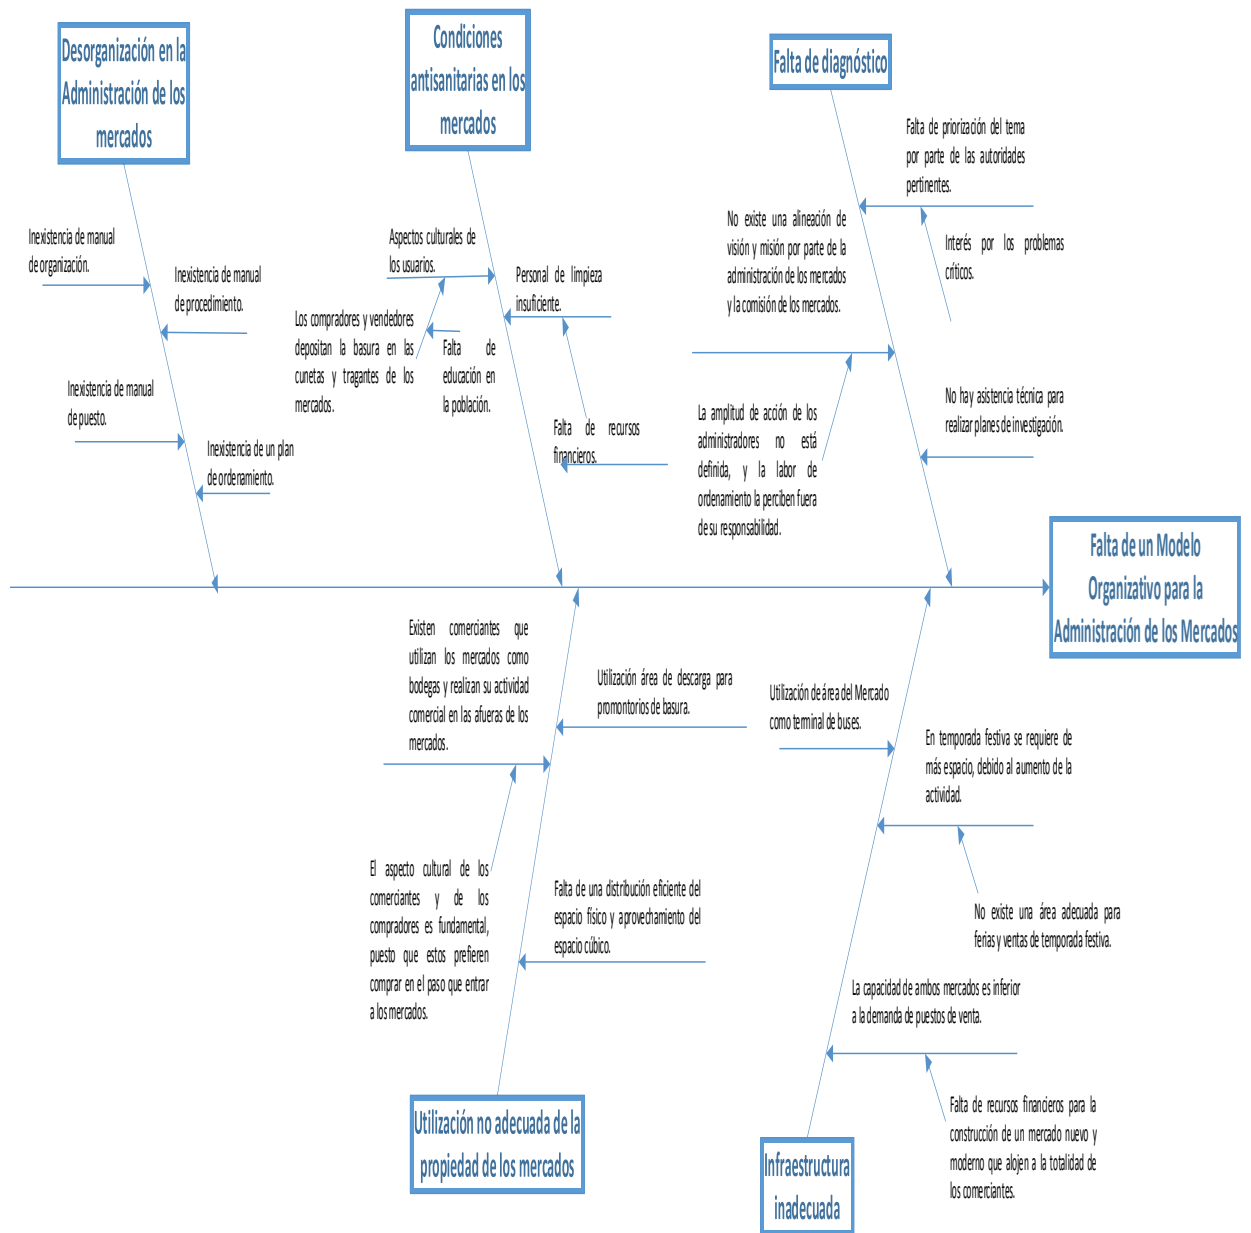 Desorganización en la
Administración de los
mercados
Condiciones
antisanitarias en los
mercados
Falta de diagnóstico
Inexistencia de manual
de organización.
Inexistencia de manual
de procedimiento.
Inexistencia de manual
de puesto.
Inexistencia de un plan
de ordenamiento.
Aspectos culturales de
los usuarios.
Los compradores y vendedores
depositan la basura en las
cunetas y tragantes de los
mercados.
Falta de
educación en
la población.
Personal de limpieza
insuficiente.
Falta de recursos
financieros.
Falta de priorización del tema
por parte de las autoridades
pertinentes.
Interés por los problemas
críticos.
No existe una alineación de
visión y misión por parte de la
administración de los mercados
y la comisión de los mercados.
La amplitud de acción de los
administradores no está
definida, y la labor de
ordenamiento la perciben fuera
de su responsabilidad.
No hay asistencia técnica para
realizar planes de investigación.
Falta de un Modelo
Organizativo para la
Administración de los Mercados
Existen comerciantes que
utilizan los mercados como
bodegas y realizan su actividad
comercial en las afueras de los
mercados.
Utilización área de descarga para
promontorios de basura.
El aspecto cultural de los
comerciantes y de los
compradores es fundamental,
puesto que estos prefieren
comprar en el paso que entrar
a los mercados.
Falta de una distribución eficiente del
espacio físico y aprovechamiento del
espacio cúbico.
Utilización de área del Mercado
como terminal de buses.
En temporada festiva se requiere de
más espacio, debido al aumento de la
actividad.
No existe una área adecuada para
ferias y ventas de temporada festiva.
La capacidad de ambos mercados es inferior
a la demanda de puestos de venta.
Falta de recursos financieros para la
construcción de un mercado nuevo y
moderno que alojen a la totalidad de
los comerciantes.
Utilización no adecuada de la
propiedad de los mercados
Infraestructura
inadecuada